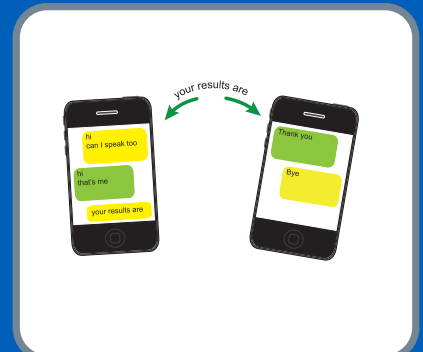 your results are
hi
can I speak too
hi
that's me
your results are
Thank you
Bye